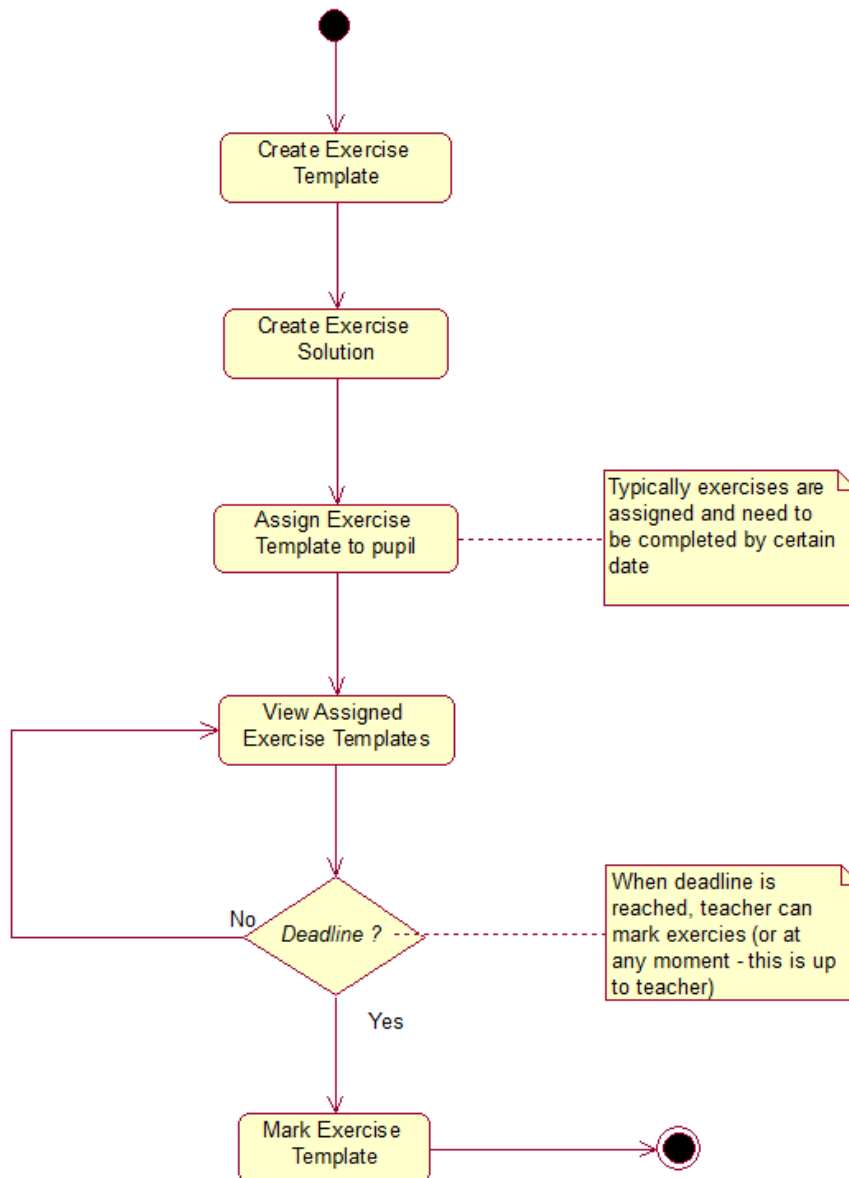 Create Exercise
Template
Create Exercise
Solution
Assign Exercise
Template to pupil
Typically exercises are
assigned and need to
be completed by certain
date
View Assigned
Exercise Templates
No
Deadline ?
When deadline is
reached, teacher can
mark exercies (or at
any moment - this is up
to teacher)
Yes
Mark Exercise
Template